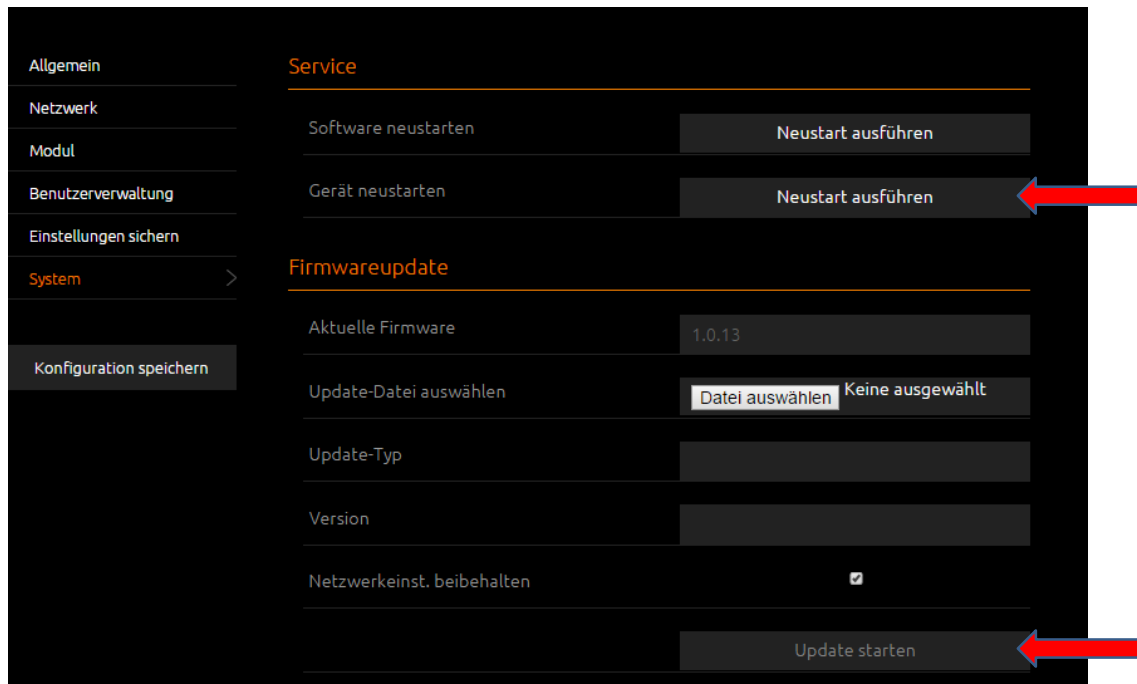 Allgemein
Netzwerk
Modul
Benutzerverwaltung
Einstellungen sichern
System
Konfiguration speichern
Service
Software neustarten Neustart ausführen
Gerät neustarten Neustart ausführen
Firmwareupdate
Aktuelle Firmware 1.0.13
Update-Datei auswählen Datei auswählen Keine ausgewählt
Update-Typ
Version
Netzwerkeinst. beibehalten
Update starten